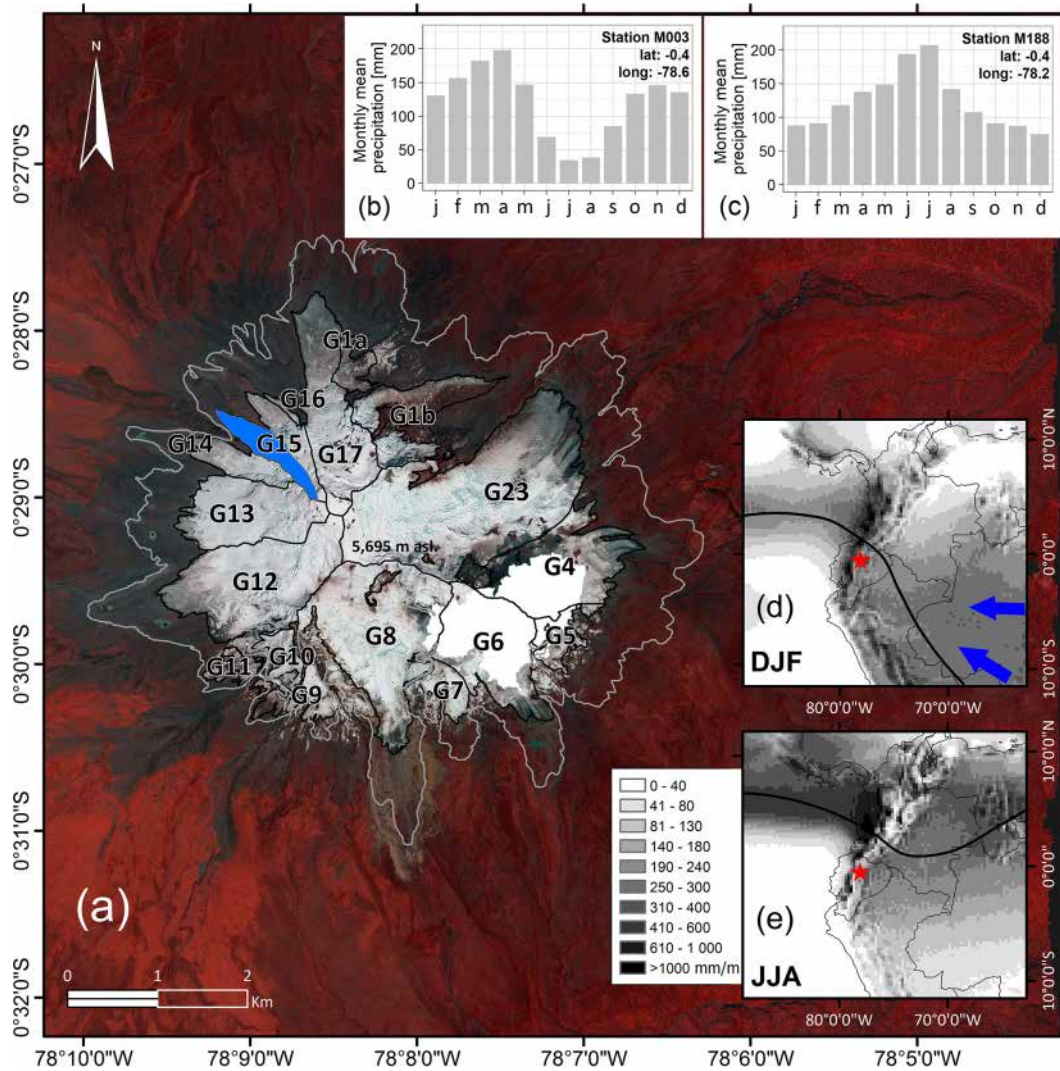 N
Monthly mean
precipitation [mm]
200
150
100
50
0
Station M003
lat: -0.4
long: -78.6
(b)
j f m a m j j a s o n d
Monthly mean
precipitation [mm]
200
150
100
50
0
Station M188
lat: -0.4
long: -78.2
(c)
j f m a m j j a s o n d
0°27'0"S
0°28'0"S
0°29'0"S
0°30'0"S
0°31'0"S
0°32'0"S
G1a
G16
G1b
G14
G15
G17
G23
G13
5,695 m asl.
G12
G4
G8
G6
G5
G10
G11
G9
G7
(a)
0 1 2
Km
0 - 40
41 - 80
81 - 130
140 - 180
190 - 240
250 - 300
310 - 400
410 - 600
610 - 1 000
>1000 mm/m
(d)
DJF
10°0'0"N
0°0'0"
10°0'0"S
80°0'0"W 70°0'0"W
(e)
JJA
10°0'0"N
0°0'0"
10°0'0"S
80°0'0"W 70°0'0"W
78°10'0"W 78°9'0"W 78°8'0"W 78°7'0"W 78°6'0"W 78°5'0"W